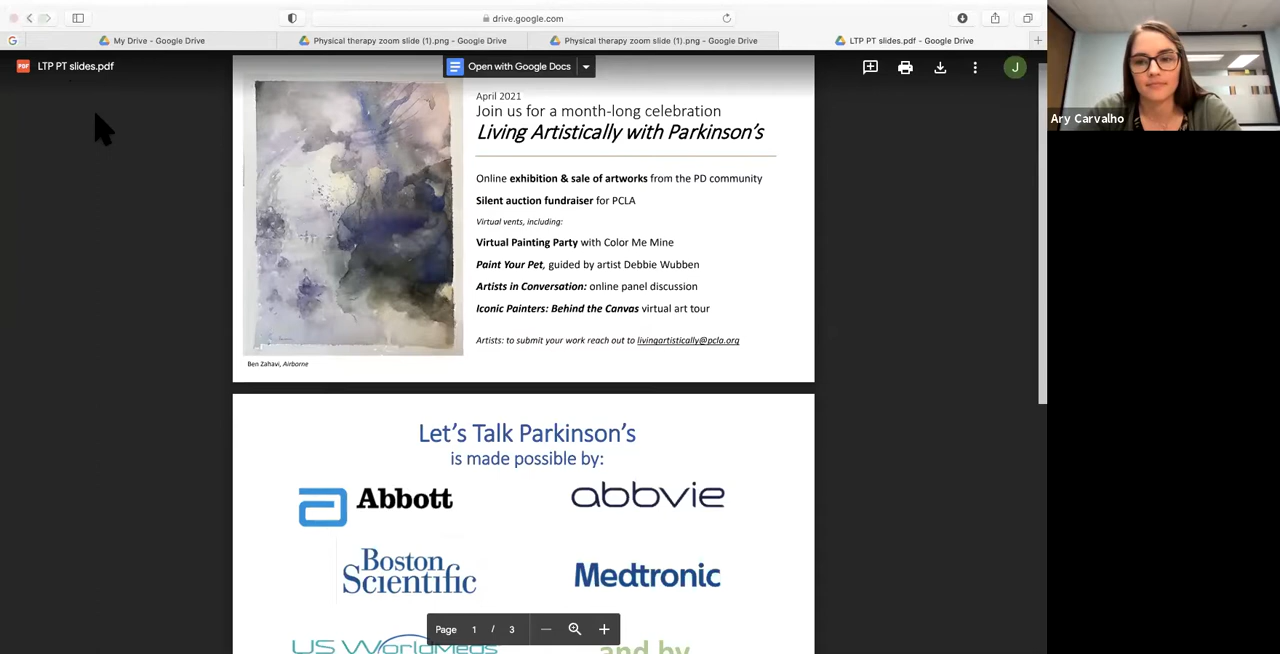 drive.google.com
G
My Drive - Google Drive
Physical therapy zoom slide (1).png - Google Drive
Physical therapy zoom slide (1).png - Google Drive
LTP PT slides.pdf - Google Drive
PDF
LTP PT slides.pdf
Open with Google Docs
J
Ary Carvalho
April 2021
Join us for a month-long celebration
Living Artistically with Parkinson's
Online exhibition & sale of artworks from the PD community
Silent auction fundraiser for PCLA
Virtual vents, including:
Virtual Painting Party with Color Me Mine
Paint Your Pet, guided by artist Debbie Wubben
Artists in Conversation: online panel discussion
Iconic Painters: Behind the Canvas virtual art tour
Artists: to submit your work reach out to livingartistically@pcla.org
Ben Zahavi, Airborne
Let's Talk Parkinson's
is made possible by:
Abbott
abbvie
Boston
Scientific
Medtronic
Page 1 / 3
US WorldMeds
and by